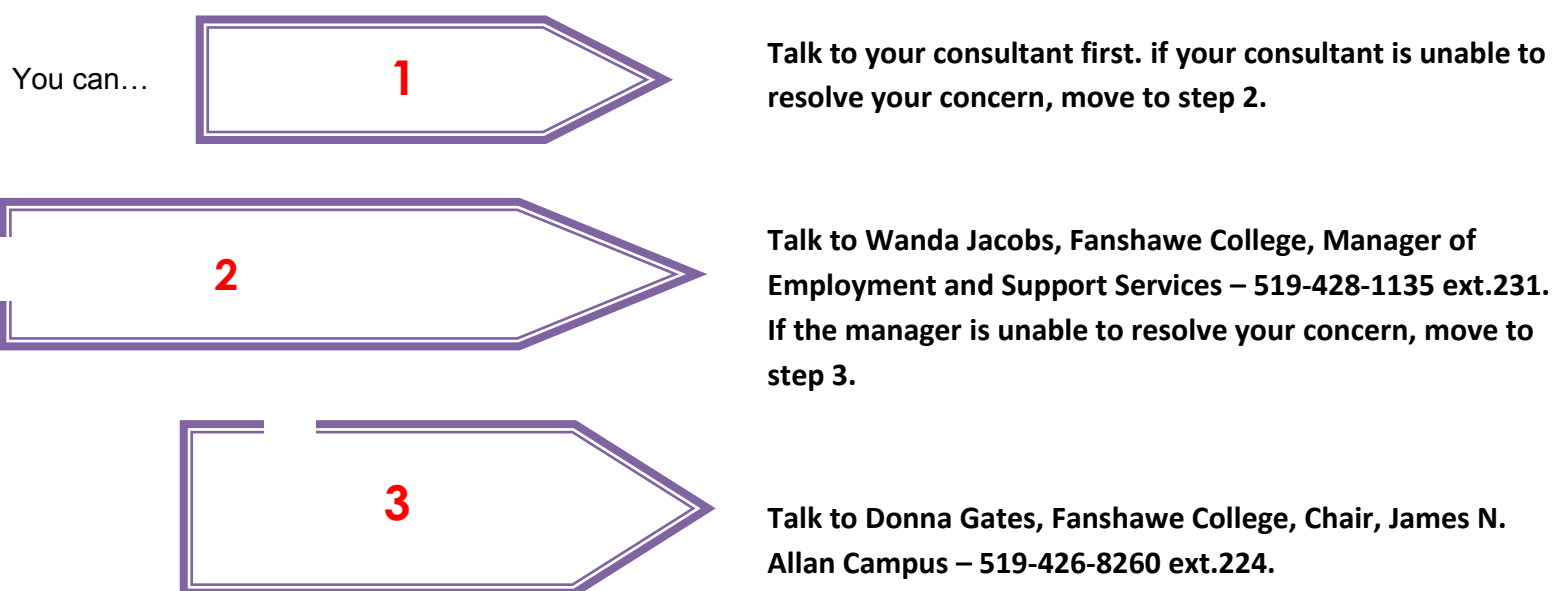 You can…
1
Talk to your consultant first. if your consultant is unable to
resolve your concern, move to step 2.
2
Talk to Wanda Jacobs, Fanshawe College, Manager of
Employment and Support Services – 519-428-1135 ext.231.
If the manager is unable to resolve your concern, move to
step 3.
3
Talk to Donna Gates, Fanshawe College, Chair, James N.
Allan Campus – 519-426-8260 ext.224.